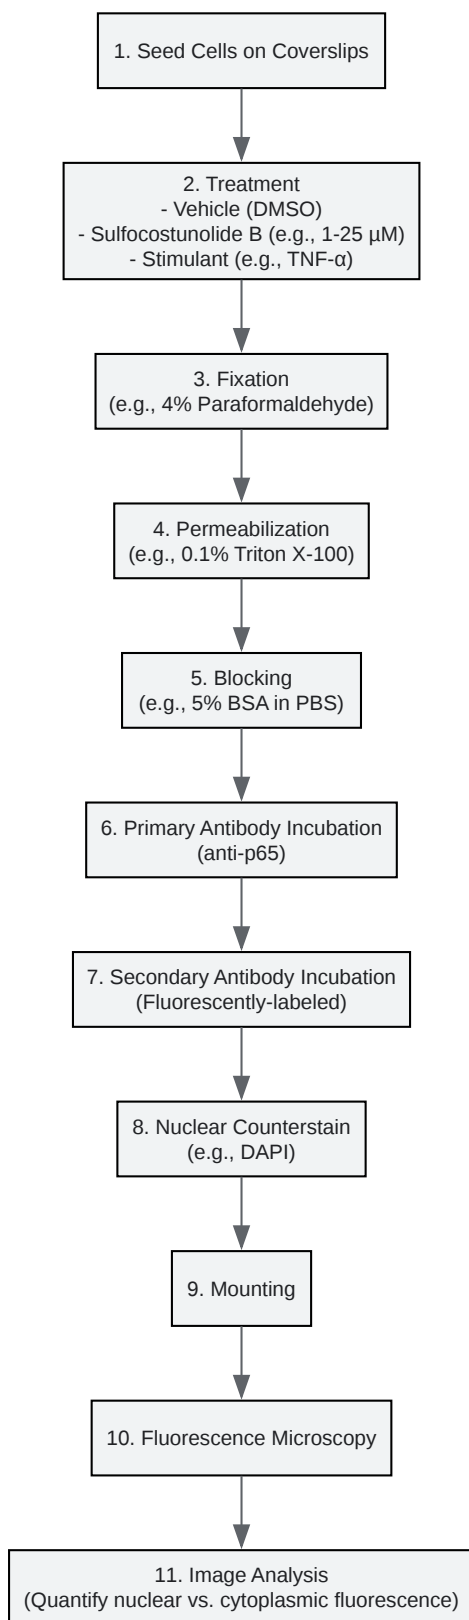 1. Seed Cells on Coverslips
2. Treatment
- Vehicle (DMSO)
- Sulfocostunolide B (e.g., 1-25 µM)
- Stimulant (e.g., TNF-α)
3. Fixation
(e.g., 4% Paraformaldehyde)
4. Permeabilization
(e.g., 0.1% Triton X-100)
5. Blocking
(e.g., 5% BSA in PBS)
6. Primary Antibody Incubation
(anti-p65)
7. Secondary Antibody Incubation
(Fluorescently-labeled)
8. Nuclear Counterstain
(e.g., DAPI)
9. Mounting
10. Fluorescence Microscopy
11. Image Analysis
(Quantify nuclear vs. cytoplasmic fluorescence)